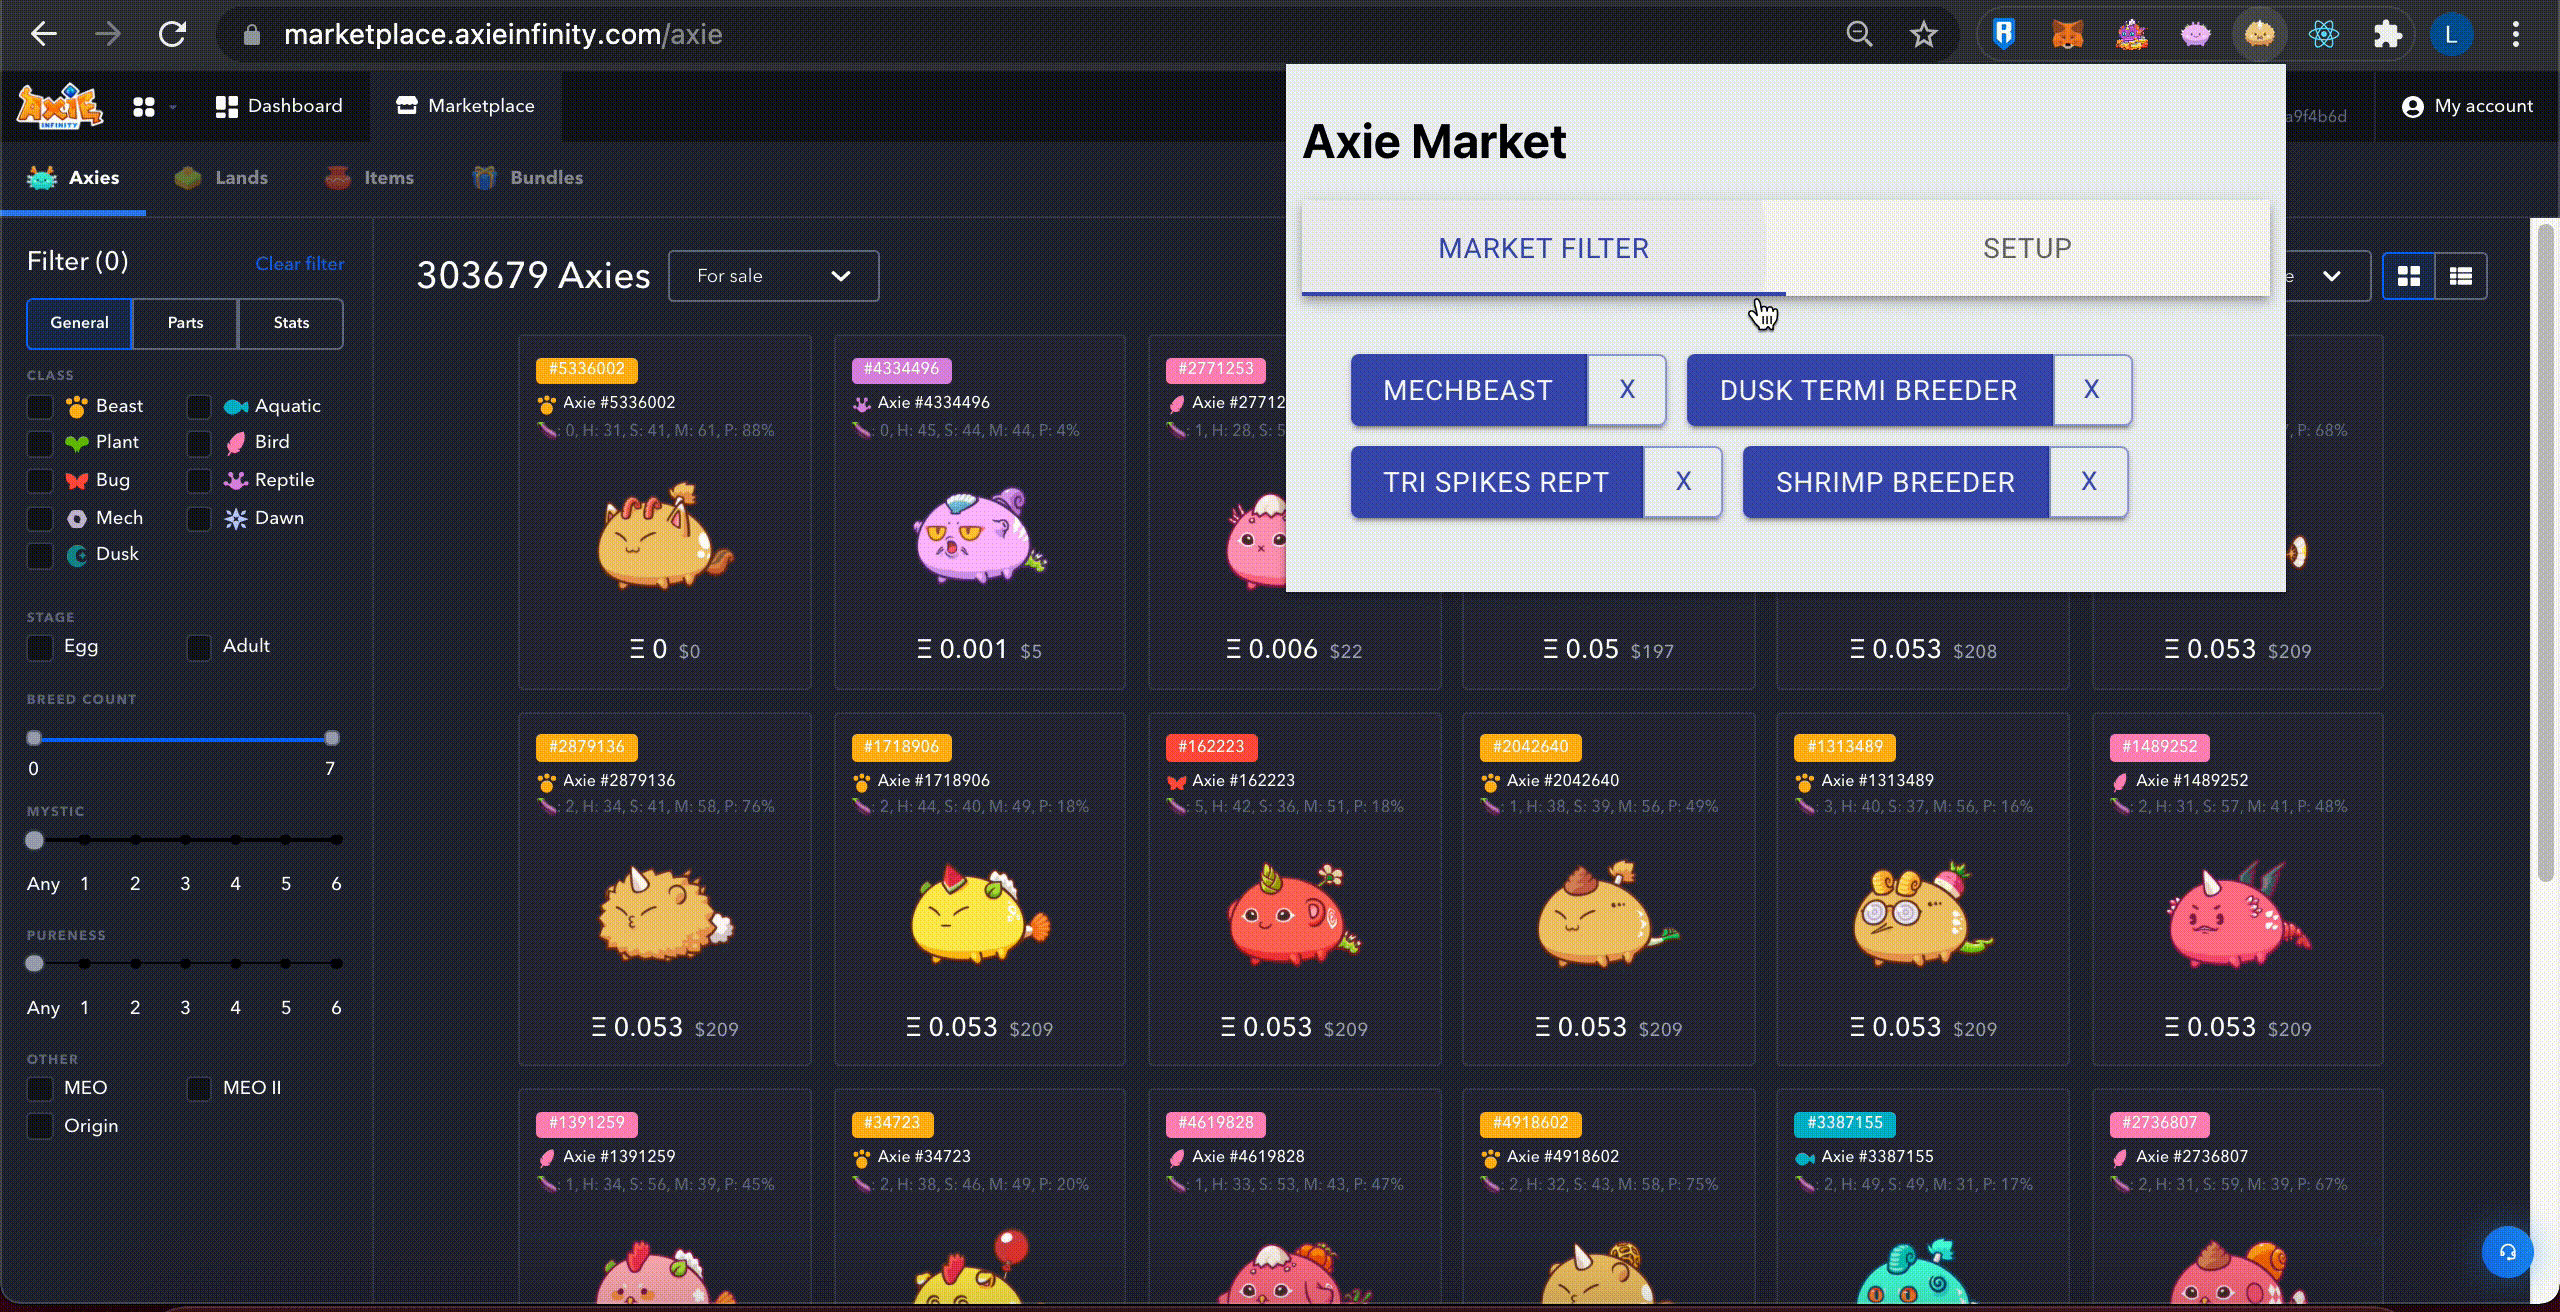 marketplace.axieinfinity.com/axie
L
AXIE INFINITY
Dashboard
Marketplace
a9f4b6d
My account
Axies
Lands
Items
Bundles
Axie Market
MARKET FILTER
SETUP
MECHBEAST X
DUSK TERMI BREEDER X
TRI SPIKES REPT X
SHRIMP BREEDER X
Filter (0)
Clear filter
General
Parts
Stats
CLASS
Beast
Aquatic
Plant
Bird
Bug
Reptile
Mech
Dawn
Dusk
STAGE
Egg
Adult
BREED COUNT
0 7
MYSTIC
Any 1 2 3 4 5 6
PURENESS
Any 1 2 3 4 5 6
OTHER
MEO
MEO II
Origin
303679 Axies
For sale
e
#5336002
Axie #5336002
: 0, H: 31, S: 41, M: 61, P: 88%
Ξ 0 $0
#4334496
Axie #4334496
: 0, H: 45, S: 44, M: 44, P: 4%
Ξ 0.001 $5
#2771253
Axie #27712
: 1, H: 28, S: 5
Ξ 0.006 $22
Ξ 0.05 $197
Ξ 0.053 $208
, P: 68%
Ξ 0.053 $209
#2879136
Axie #2879136
: 2, H: 34, S: 41, M: 58, P: 76%
Ξ 0.053 $209
#1718906
Axie #1718906
: 2, H: 44, S: 40, M: 49, P: 18%
Ξ 0.053 $209
#162223
Axie #162223
: 5, H: 42, S: 36, M: 51, P: 18%
Ξ 0.053 $209
#2042640
Axie #2042640
: 1, H: 38, S: 39, M: 56, P: 49%
Ξ 0.053 $209
#1313489
Axie #1313489
: 3, H: 40, S: 37, M: 56, P: 16%
Ξ 0.053 $209
#1489252
Axie #1489252
: 2, H: 31, S: 57, M: 41, P: 48%
Ξ 0.053 $209
#1391259
Axie #1391259
: 1, H: 34, S: 56, M: 39, P: 45%
#34723
Axie #34723
: 2, H: 38, S: 46, M: 49, P: 20%
#4619828
Axie #4619828
: 1, H: 33, S: 53, M: 43, P: 47%
#4918602
Axie #4918602
: 2, H: 32, S: 43, M: 58, P: 75%
#3387155
Axie #3387155
: 2, H: 49, S: 49, M: 31, P: 17%
#2736807
Axie #2736807
: 2, H: 31, S: 59, M: 39, P: 67%